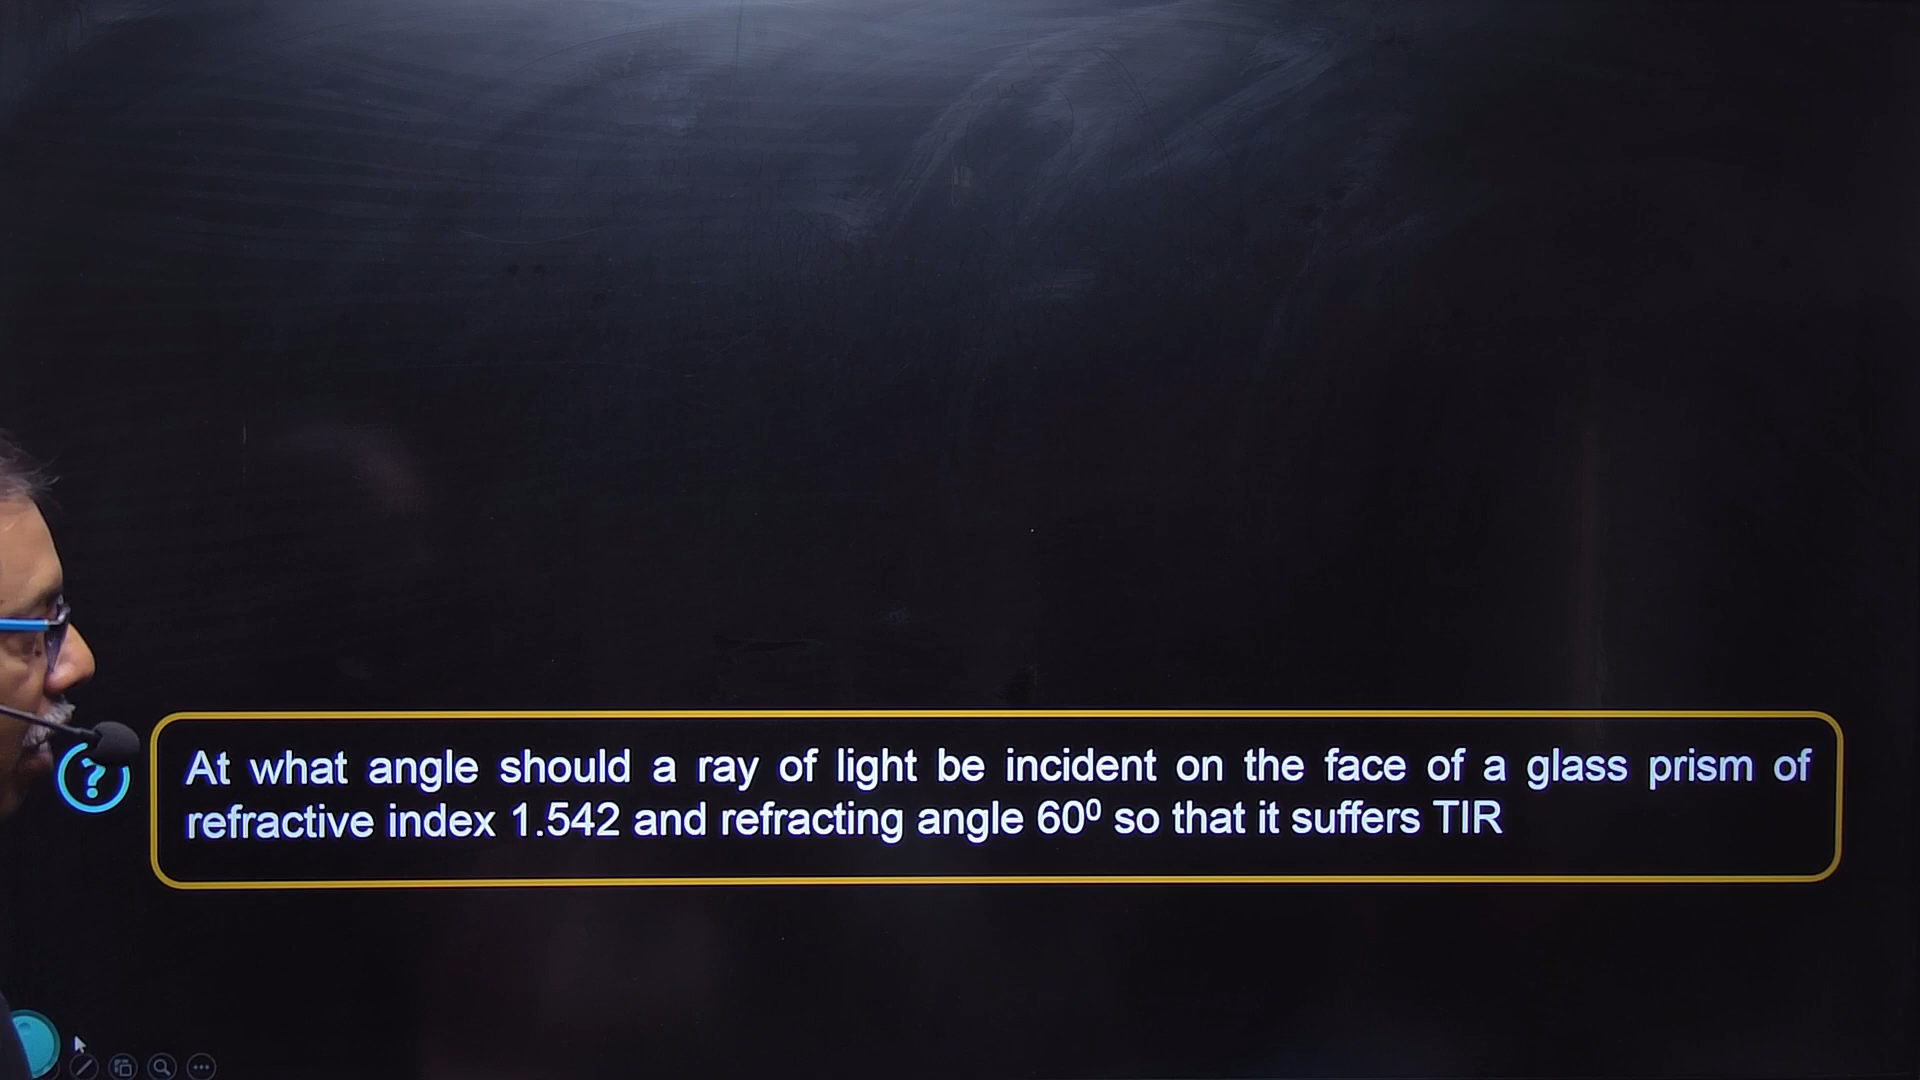 At what angle should a ray of light be incident on the face of a glass prism of
refractive index 1.542 and refracting angle 60⁰ so that it suffers TIR